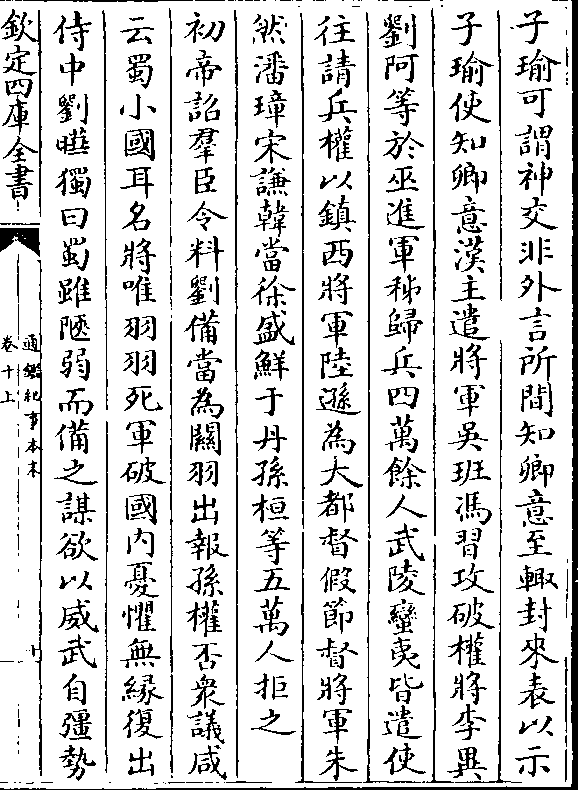 子瑜可謂神交非外言所間知卿意至輙封來表以示
子瑜使知卿意漢主遣將軍吳班馮習攻破權將李異
劉阿等於巫進軍秭歸兵四萬餘人武陵蠻夷皆遣使
往請兵權以鎮西將軍陸遜為大都督假節督將軍朱
然潘璋宋謙韓當徐盛鮮于丹孫桓等五萬人拒之
初帝詔羣臣令料劉備當為關羽出報孫權否衆議咸
云蜀小國耳名將唯羽羽死軍破國内憂懼無緣復出
侍中劉曄獨曰蜀雖陿弱而備之謀欲以威武自彊勢
欽定四庫全書
通鑑紀事本末
卷十上
十